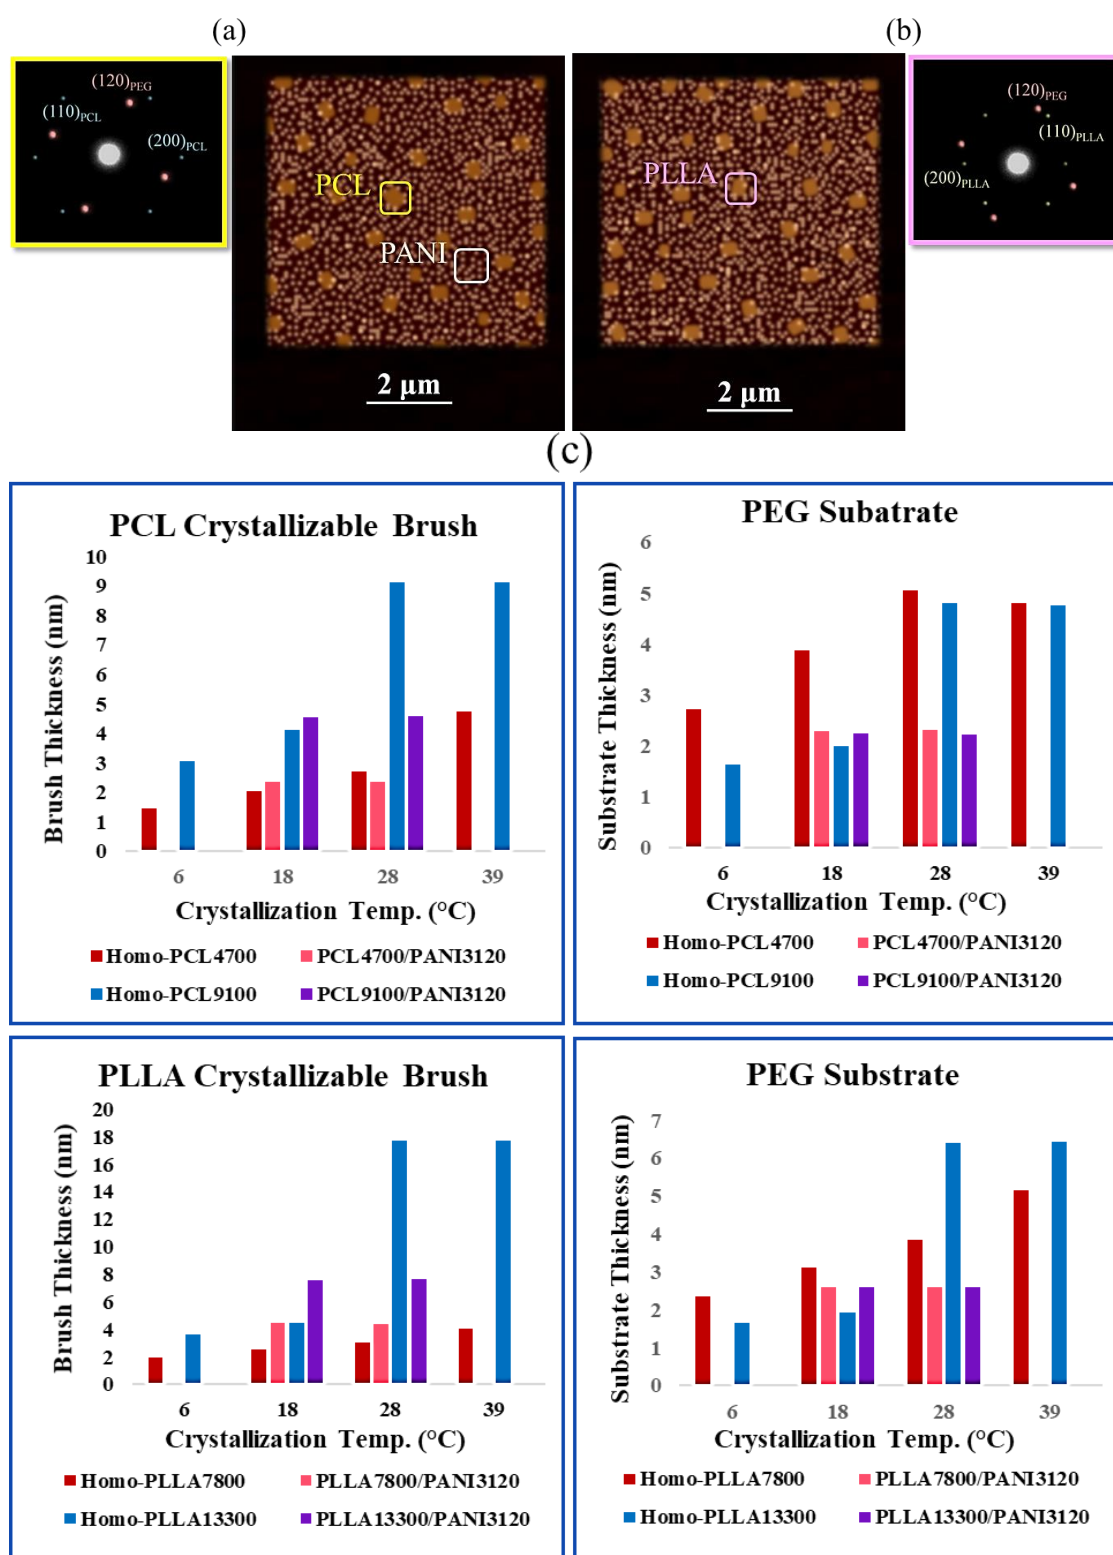 (a)
(b)
(120)PEG
(110)PCL
(200)PCL
PCL
PANI
2 µm
PLLA
2 µm
(120)PEG
(110)PLLA
(200)PLLA
(c)
PCL Crystallizable Brush
Brush Thickness (nm)
10
9
8
7
6
5
4
3
2
1
0
6 18 28 39
Crystallization Temp. (°C)
Homo-PCL4700 PCL4700/PANI3120
Homo-PCL9100 PCL9100/PANI3120
PEG Subatrate
Substrate Thickness (nm)
6
5
4
3
2
1
0
6 18 28 39
Crystallization Temp. (°C)
Homo-PCL4700 PCL4700/PANI3120
Homo-PCL9100 PCL9100/PANI3120
PLLA Crystallizable Brush
Brush Thickness (nm)
20
18
16
14
12
10
8
6
4
2
0
6 18 28 39
Crystallization Temp. (°C)
Homo-PLLA7800 PLLA7800/PANI3120
Homo-PLLA13300 PLLA13300/PANI3120
PEG Substrate
Substrate Thickness (nm)
7
6
5
4
3
2
1
0
6 18 28 39
Crystallization Temp. (°C)
Homo-PLLA7800 PLLA7800/PANI3120
Homo-PLLA13300 PLLA13300/PANI3120